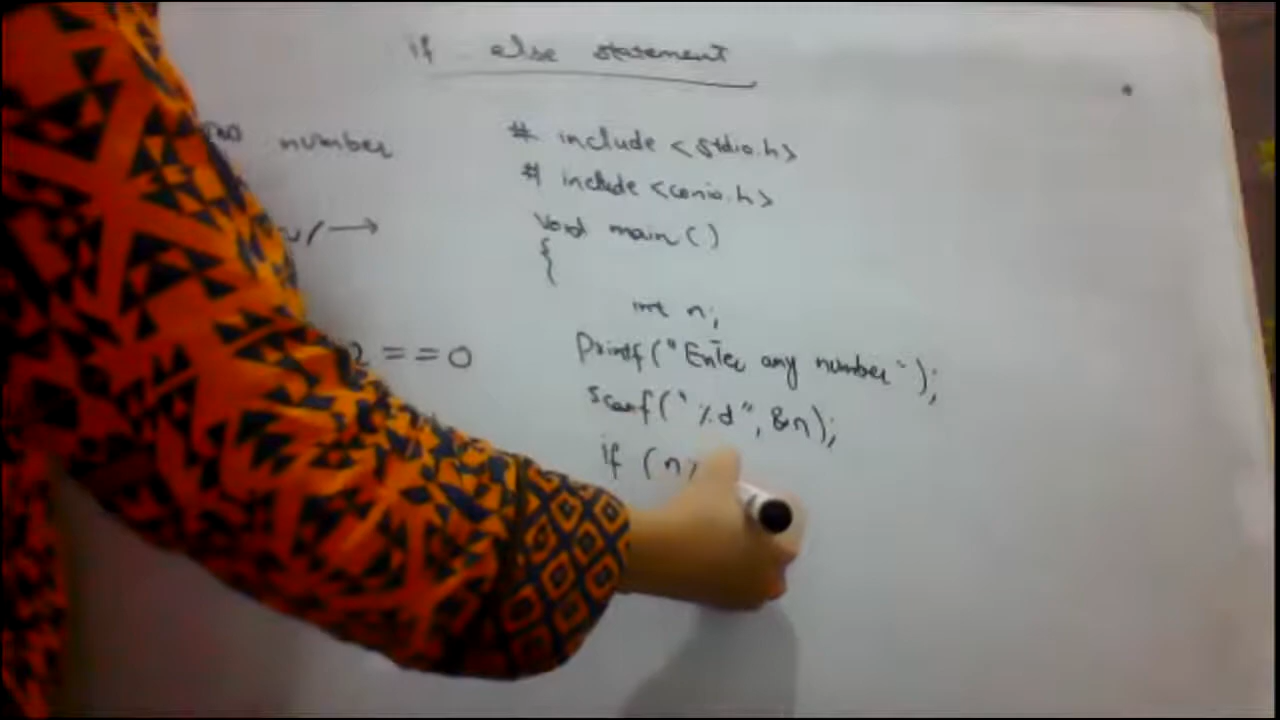 if else statement
number
# include <stdio.h>
# include <conio.h>
void main()
{
int n;
Printf("Enter any number");
scanf("%d", &n);
2 ==0
if (n%